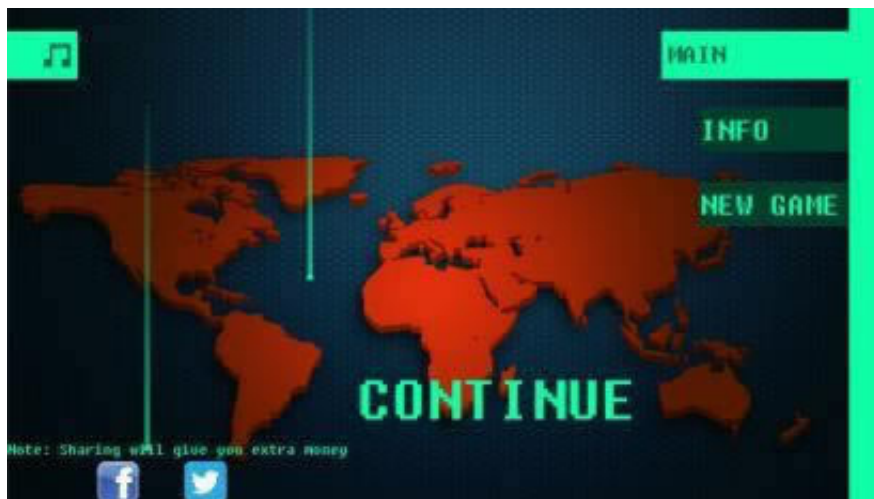 MAIN
INFO
NEW GAME
CONTINUE
Note: Sharing will give you extra money